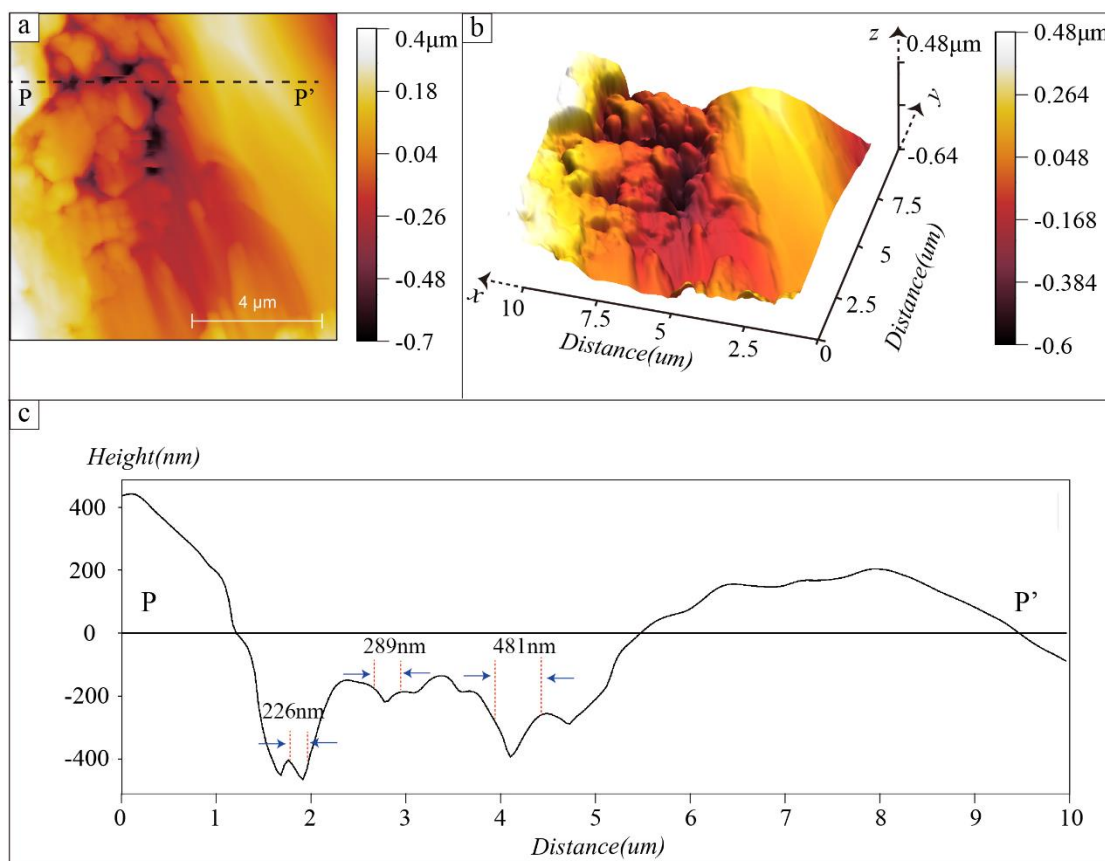 a
0.4μm
0.18
0.04
-0.26
-0.48
-0.7
P
P’
4 μm
b
z
0.48μm
y
-0.64
7.5
5
2.5
Distance(um)
x
10
7.5
5
2.5
0
Distance(um)
0.48μm
0.264
0.048
-0.168
-0.384
-0.6
c
Height(nm)
400
200
0
-200
-400
P
P’
226nm
289nm
481nm
0 1 2 3 4 5 6 7 8 9 10
Distance(um)